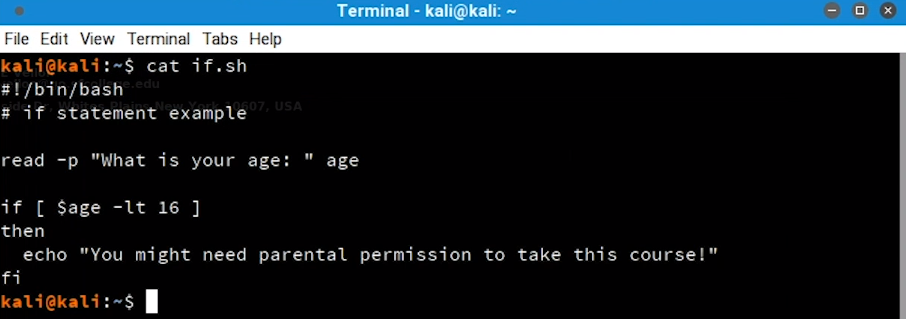 Terminal - kali@kali: ~
File Edit View Terminal Tabs Help
kali@kali:~$ cat if.sh
#!/bin/bash
# if statement example
read -p "What is your age: " age
if [ $age -lt 16 ]
then
  echo "You might need parental permission to take this course!"
fi
kali@kali:~$